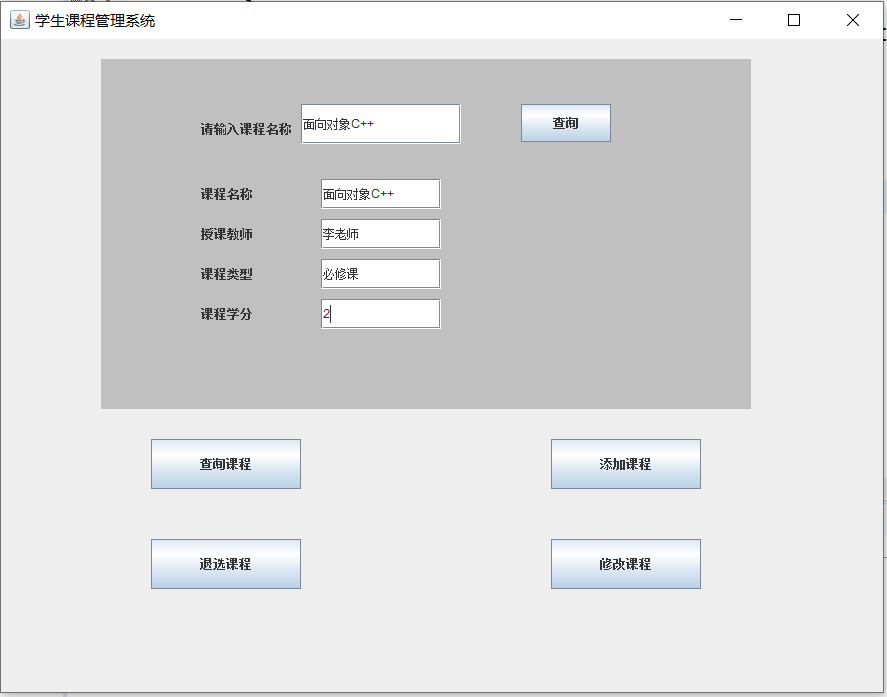 学生课程管理系统
请输入课程名称 面向对象C++ 查询
课程名称 面向对象C++
授课教师 李老师
课程类型 必修课
课程学分 2
查询课程 添加课程
退选课程 修改课程